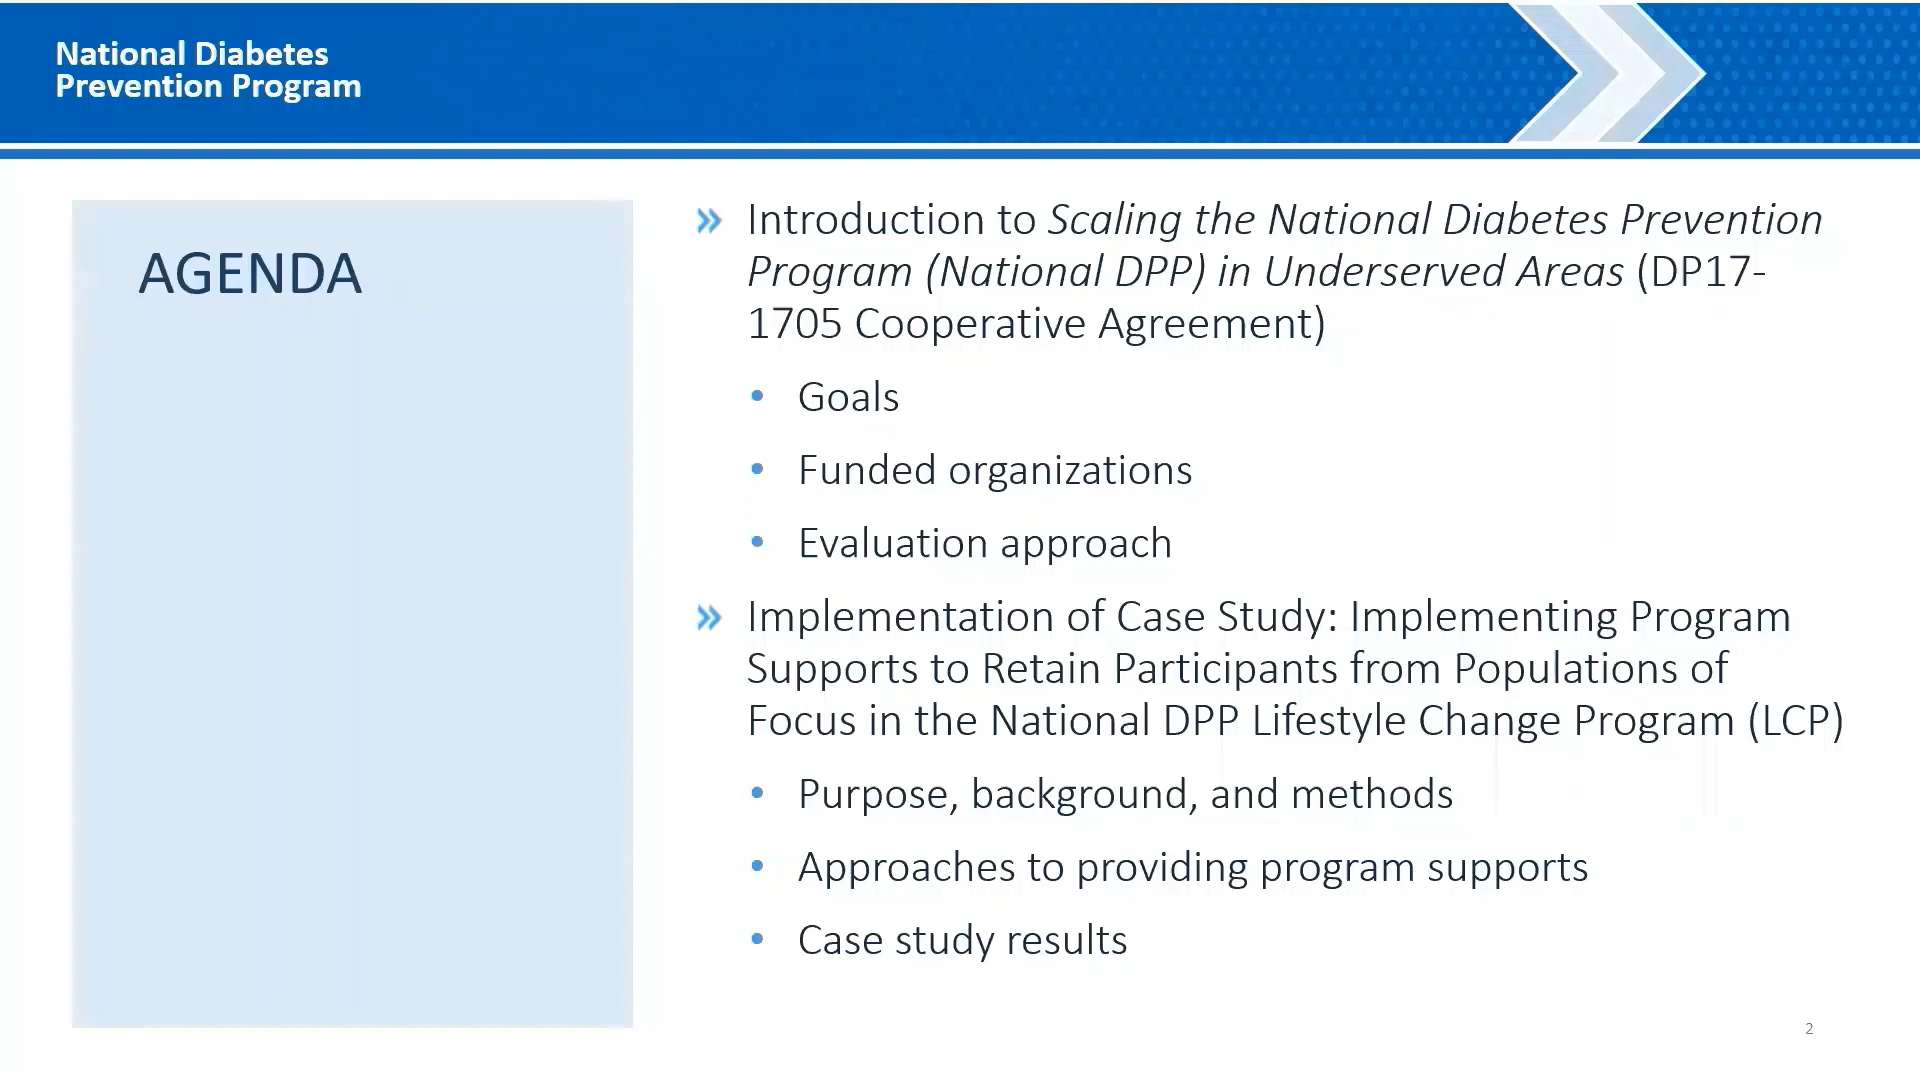 National Diabetes
Prevention Program
AGENDA
» Introduction to Scaling the National Diabetes Prevention
Program (National DPP) in Underserved Areas (DP17-
1705 Cooperative Agreement)
• Goals
• Funded organizations
• Evaluation approach
» Implementation of Case Study: Implementing Program
Supports to Retain Participants from Populations of
Focus in the National DPP Lifestyle Change Program (LCP)
• Purpose, background, and methods
• Approaches to providing program supports
• Case study results
2